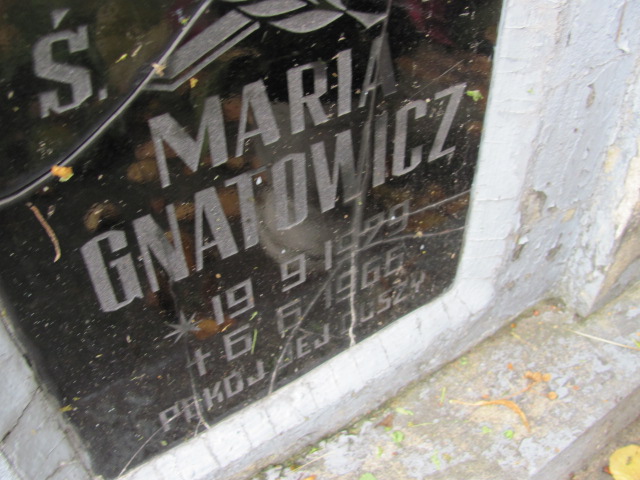 Ś.
MARIA
GNATOWICZ
* 19 9 1929
+ 6 6 1966
POKÓJ JEJ DUSZY